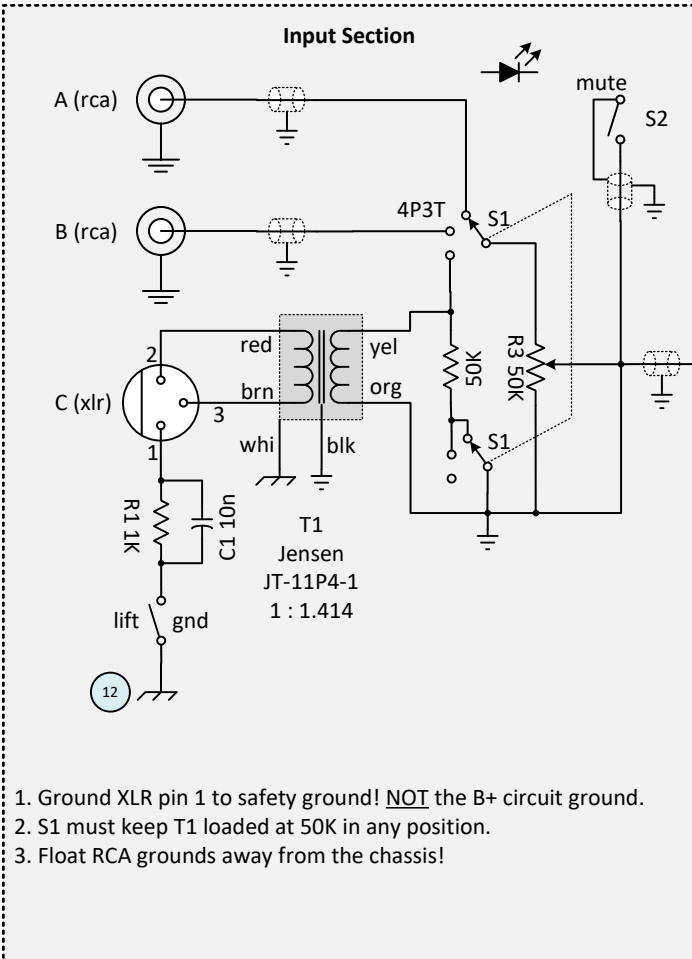 Input Section
A (rca)
mute
S2
4P3T
S1
B (rca)
red
yel
2
R3 50K
50K
C (xlr)
brn
org
3
S1
1
whi
blk
R1 1K
C1 10n
T1
Jensen
JT-11P4-1
1 : 1.414
lift
gnd
12
1. Ground XLR pin 1 to safety ground! NOT the B+ circuit ground.
2. S1 must keep T1 loaded at 50K in any position.
3. Float RCA grounds away from the chassis!